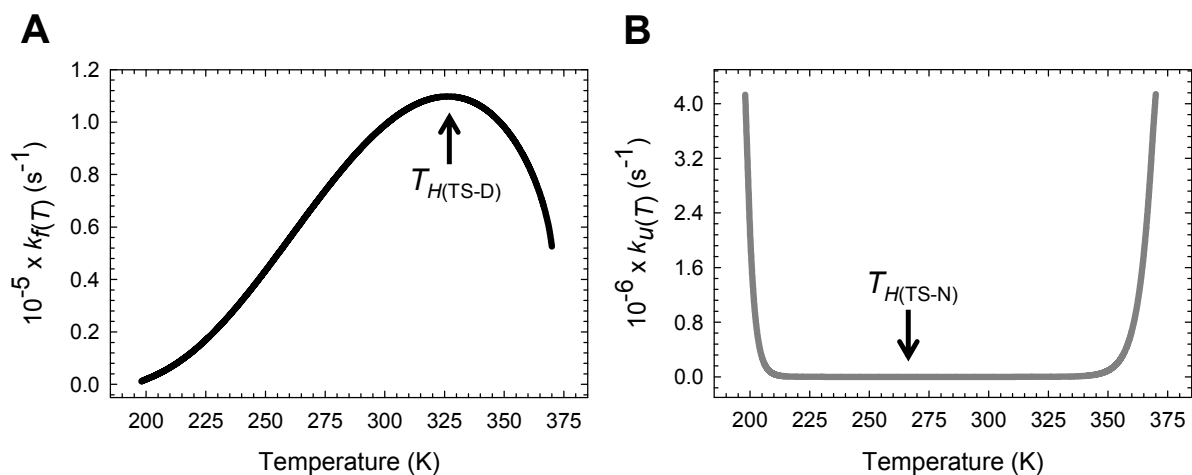 A
10⁻⁵ x k_f(T) (s⁻¹)
1.2
1.0
0.8
0.6
0.4
0.2
0.0
T_H(TS-D)
200 225 250 275 300 325 350 375
Temperature (K)
B
10⁻⁶ x k_u(T) (s⁻¹)
4.0
3.2
2.4
1.6
0.8
0.0
T_H(TS-N)
200 225 250 275 300 325 350 375
Temperature (K)